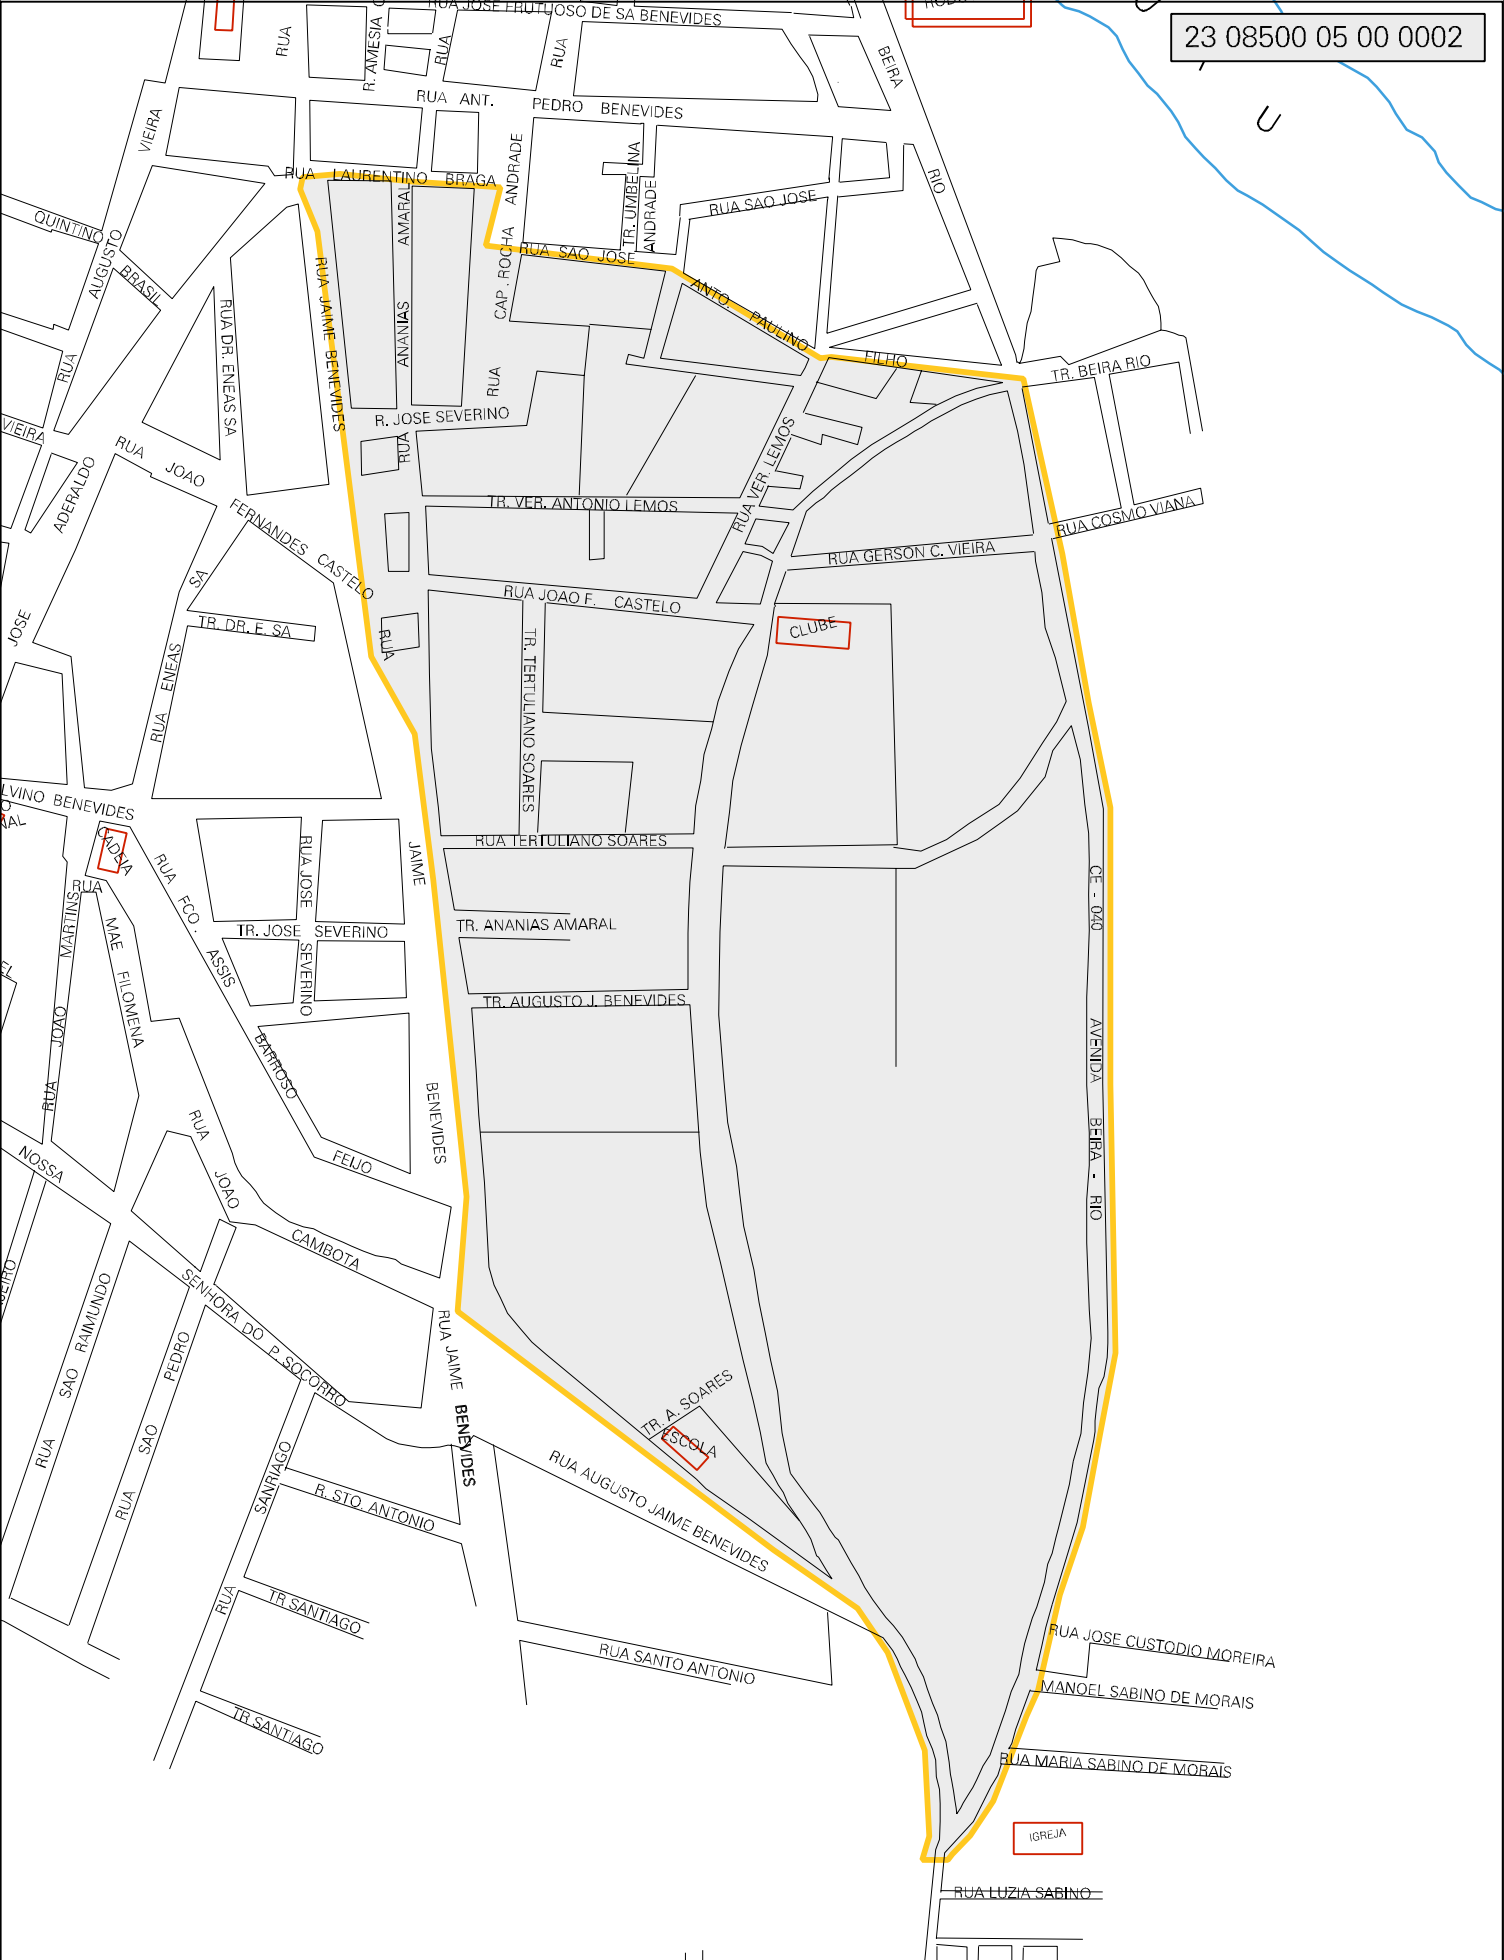 RUA JOSE FRUTUOSO DE SA BENEVIDES
23 08500 05 00 0002
RUA
R. AMESIA
RUA
RUA
BEIRA
RIO
RUA ANT. PEDRO BENEVIDES
VIEIRA
AUGUSTO
RUA
RUA LAURENTINO BRAGA
ANDRADE
CAP. ROCHA
RUA
TR. UMBELINA
ANDRADE
RUA SAO JOSE
RUA SAO JOSE
AMARAL
ANANIAS
RUA
QUINTINO
BRASIL
RUA JAIME BENEVIDES
RUA DR. ENEAS SA
ANTO. PAULINO FILHO
TR. BEIRA RIO
R. JOSE SEVERINO
VIEIRA
RUA JOAO
FERNANDES CASTELO
ADERALDO
JOSE
RUA VER. LEMOS
TR. VER. ANTONIO LEMOS
RUA COSMO VIANA
RUA GERSON C. VIEIRA
SA
RUA ENEAS
TR. DR. E. SA
RUA JOAO F. CASTELO
CLUBE
RUA
TR. TERTULIANO SOARES
LVINO BENEVIDES
CADEIA
RUA
RUA FCO. ASSIS
BARROSO
FEIJO
RUA JOSE
SEVERINO
TR. JOSE SEVERINO
JAIME
BENEVIDES
RUA TERTULIANO SOARES
TR. ANANIAS AMARAL
TR. AUGUSTO J. BENEVIDES
CE - 040
AVENIDA BEIRA - RIO
MARTINS
RUA JOAO
MAE FILOMENA
RUA JOAO
CAMBOTA
NOSSA
SENHORA DO P. SOCORRO
RUA SAO RAIMUNDO
RUA SAO PEDRO
RUA JAIME
BENEVIDES
TR. A. SOARES
ESCOLA
RUA AUGUSTO JAIME BENEVIDES
SANRIAGO
RUA
R. STO. ANTONIO
TR SANTIAGO
TR SANTIAGO
RUA SANTO ANTONIO
RUA JOSE CUSTODIO MOREIRA
MANOEL SABINO DE MORAIS
RUA MARIA SABINO DE MORAIS
IGREJA
RUA LUZIA SABINO